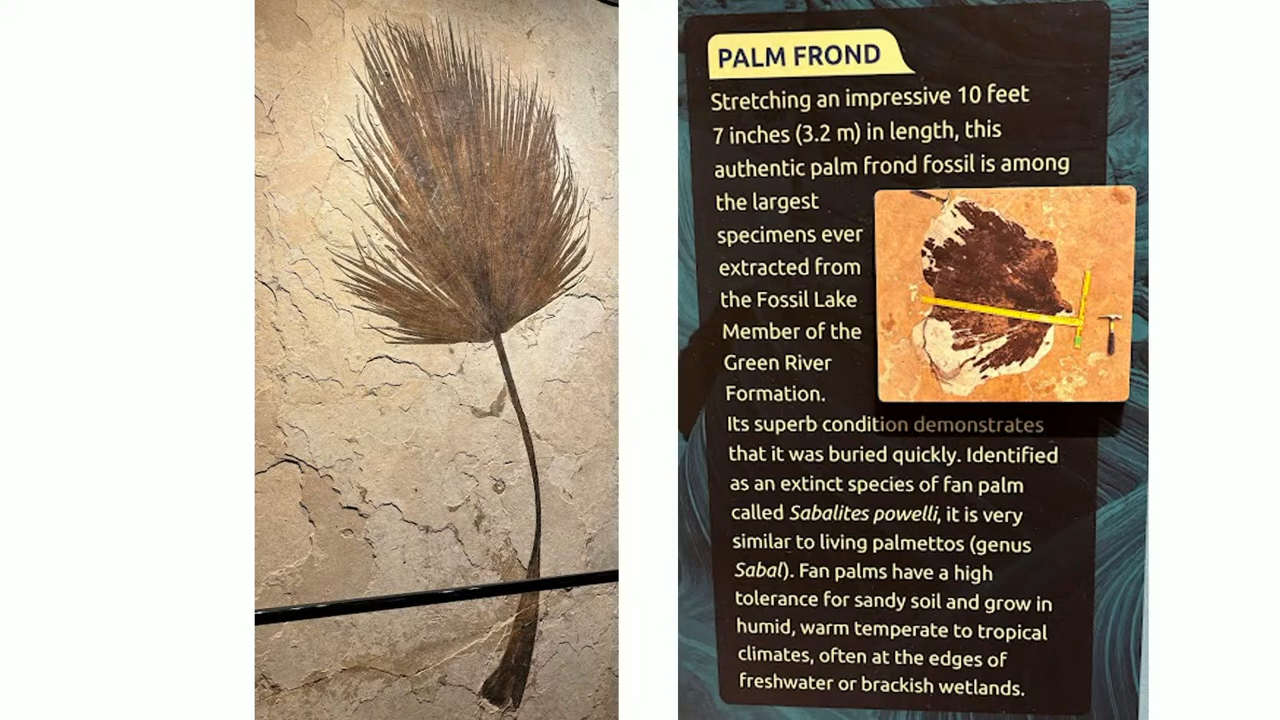 PALM FROND
Stretching an impressive 10 feet
7 inches (3.2 m) in length, this
authentic palm frond fossil is among
the largest
specimens ever
extracted from
the Fossil Lake
Member of the
Green River
Formation.
Its superb condition demonstrates
that it was buried quickly. Identified
as an extinct species of fan palm
called Sabalites powelli, it is very
similar to living palmettos (genus
Sabal). Fan palms have a high
tolerance for sandy soil and grow in
humid, warm temperate to tropical
climates, often at the edges of
freshwater or brackish wetlands.